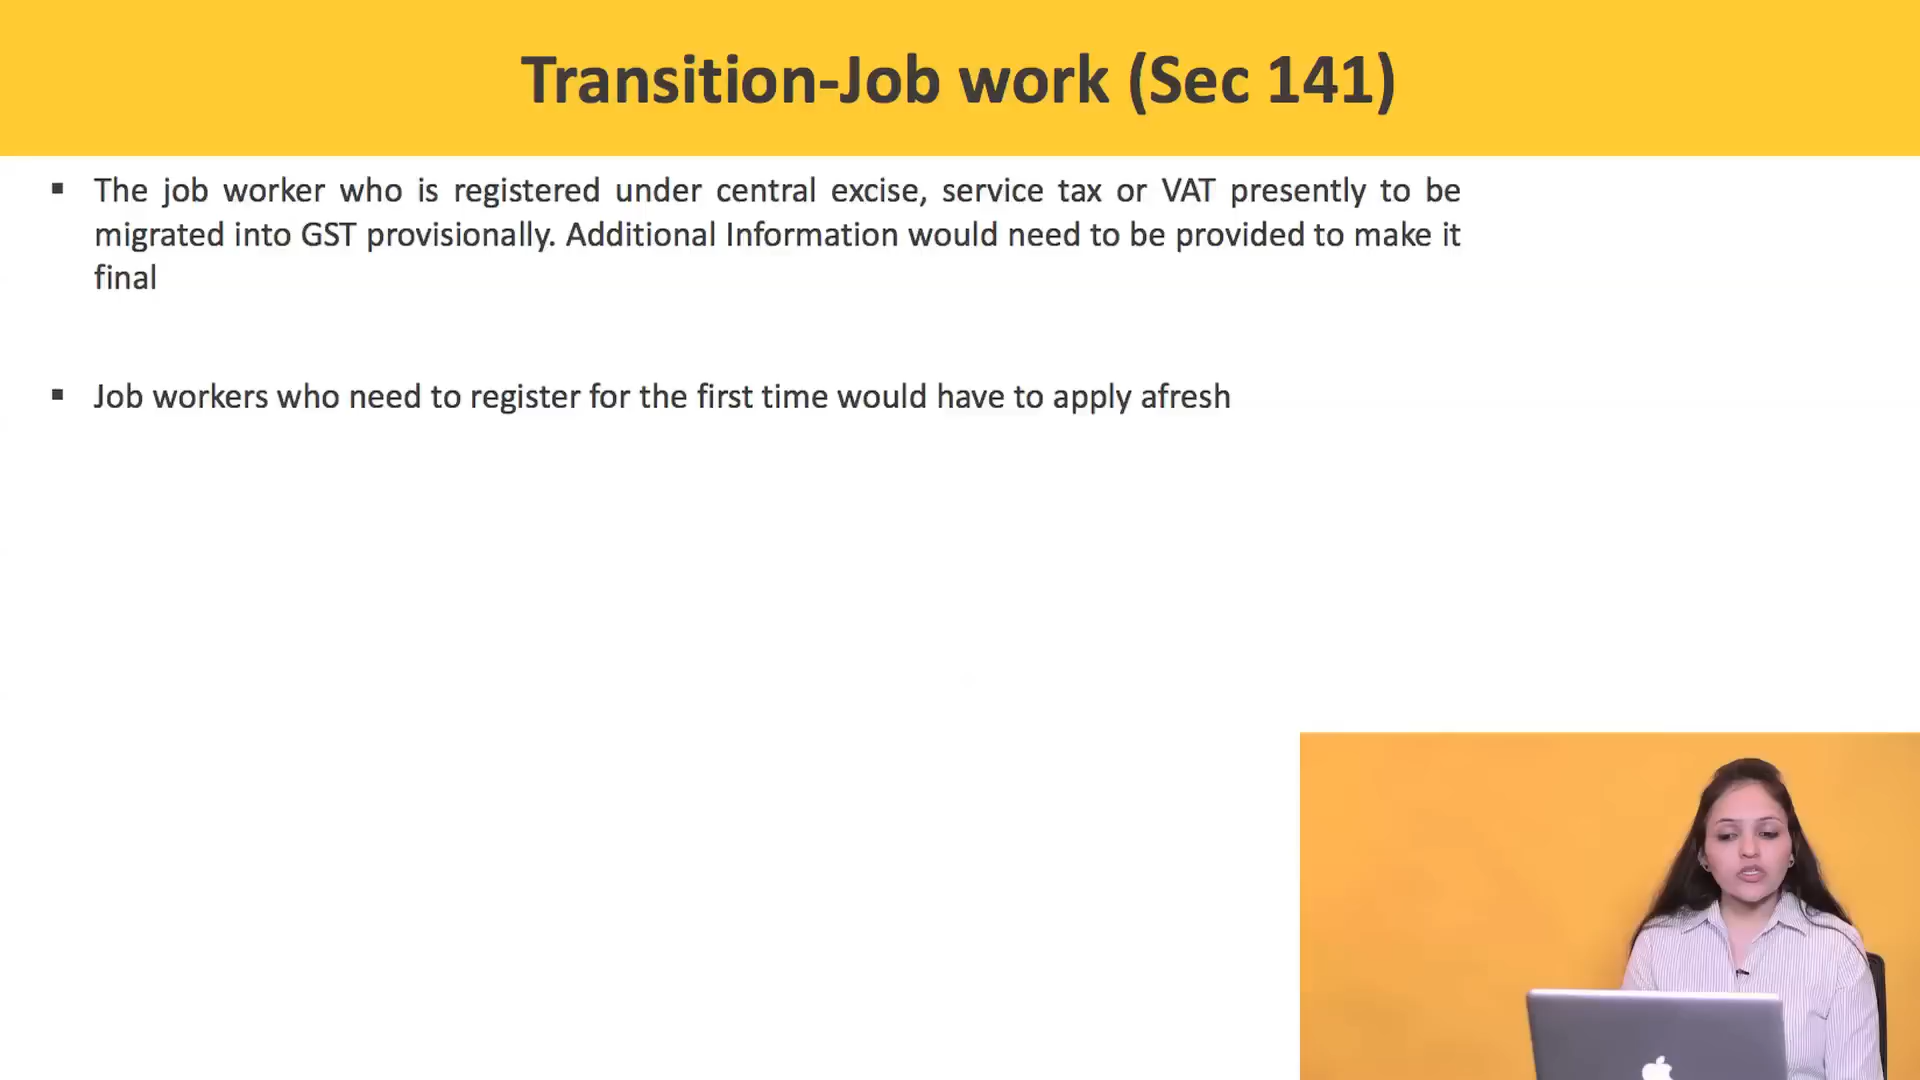 Transition-Job work (Sec 141)
▪ The job worker who is registered under central excise, service tax or VAT presently to be
migrated into GST provisionally. Additional Information would need to be provided to make it
final
▪ Job workers who need to register for the first time would have to apply afresh